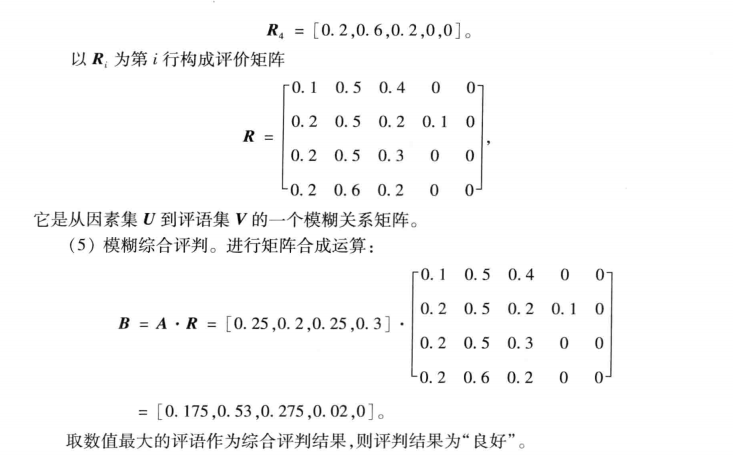 R₄ = [0.2,0.6,0.2,0,0]。
以 Rᵢ 为第 i 行构成评价矩阵
R = [0.1 0.5 0.4 0 0
0.2 0.5 0.2 0.1 0
0.2 0.5 0.3 0 0
0.2 0.6 0.2 0 0],
它是从因素集 U 到评语集 V 的一个模糊关系矩阵。
(5) 模糊综合评判。进行矩阵合成运算:
B = A · R = [0.25,0.2,0.25,0.3] · [0.1 0.5 0.4 0 0
0.2 0.5 0.2 0.1 0
0.2 0.5 0.3 0 0
0.2 0.6 0.2 0 0]
= [0.175,0.53,0.275,0.02,0]。
取数值最大的评语作为综合评判结果,则评判结果为“良好”。